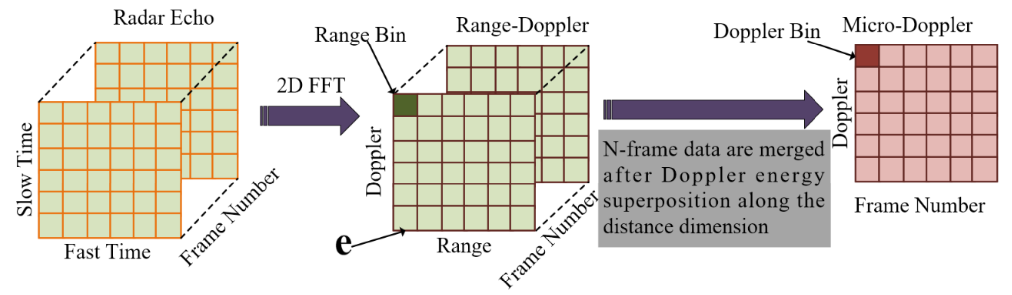 Radar Echo
Slow Time
Fast Time
Frame Number
2D FFT
Range Bin
Range-Doppler
Doppler
e
Range
Frame Number
N-frame data are merged
after Doppler energy
superposition along the
distance dimension
Doppler Bin
Micro-Doppler
Doppler
Frame Number